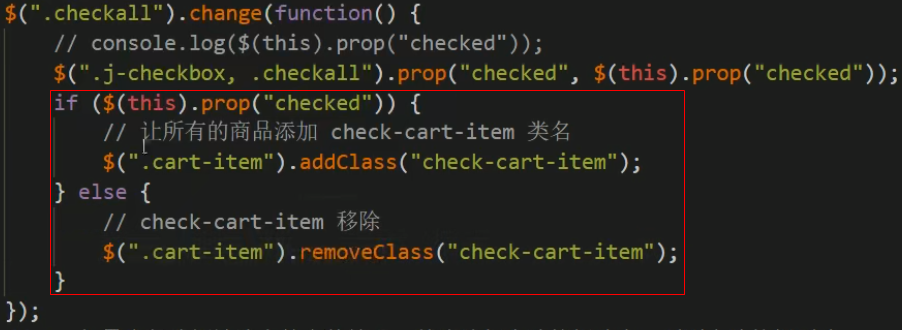 $(".checkall").change(function() {
// console.log($(this).prop("checked"));
$(".j-checkbox, .checkall").prop("checked", $(this).prop("checked"));
if ($(this).prop("checked")) {
// 让所有的商品添加 check-cart-item 类名
$(".cart-item").addClass("check-cart-item");
} else {
// check-cart-item 移除
$(".cart-item").removeClass("check-cart-item");
}
});